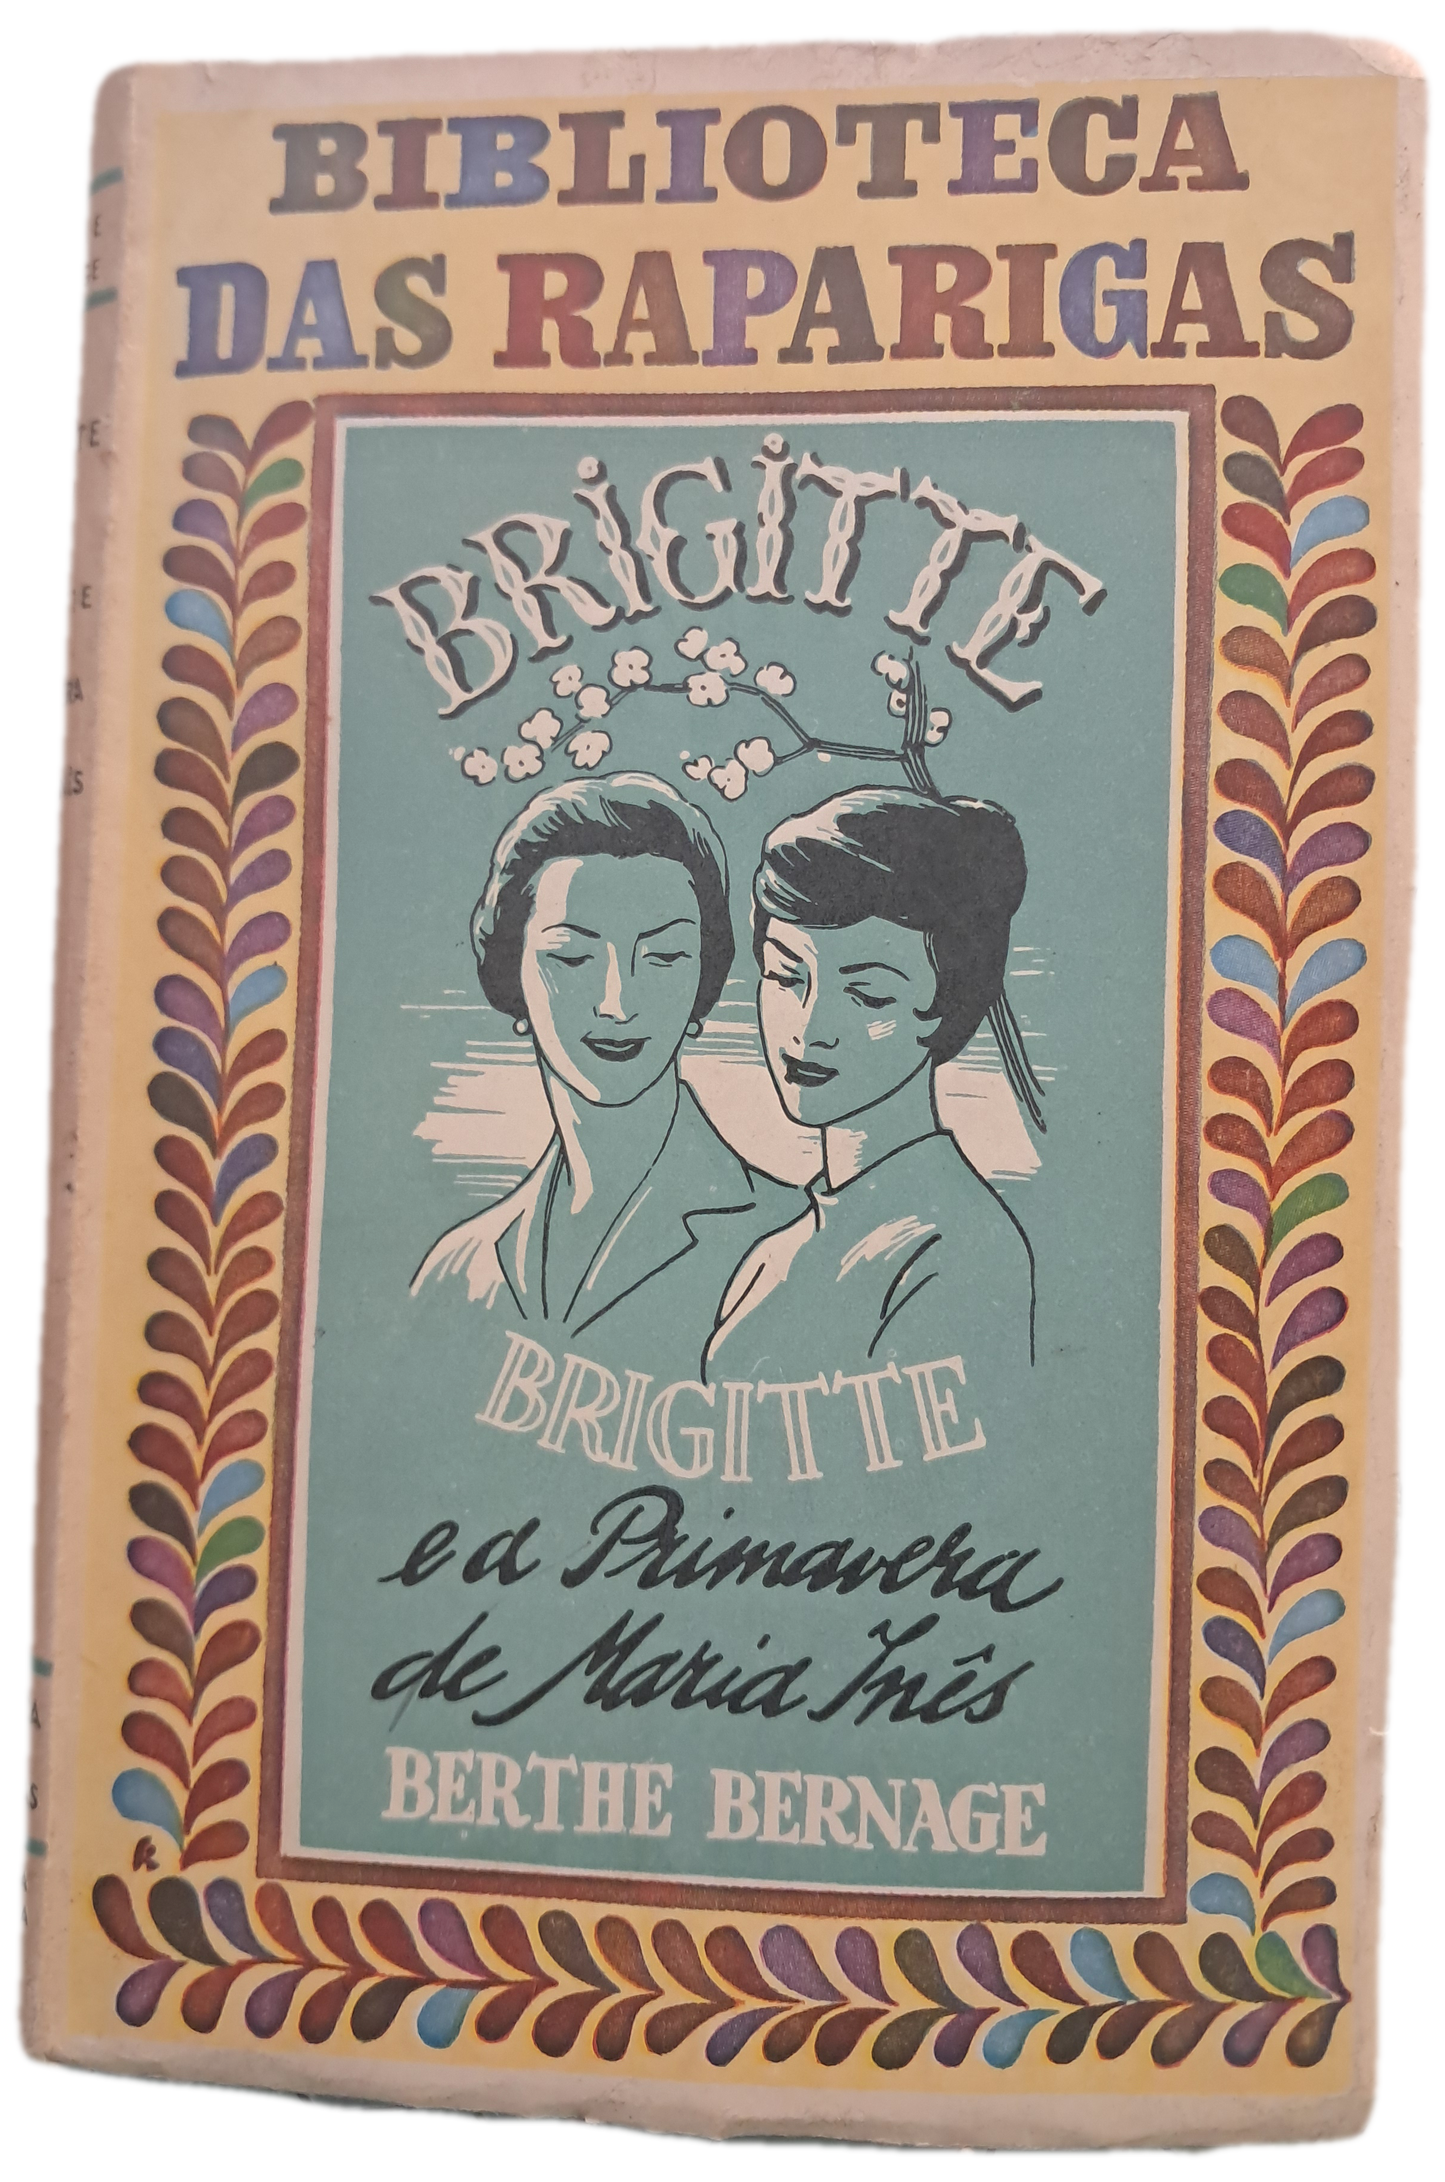 BIBLIOTECA
DAS RAPARIGAS
BRIGITTE
BRIGITTE
e a Primavera
de Maria Inês
BERTHE BERNAGE